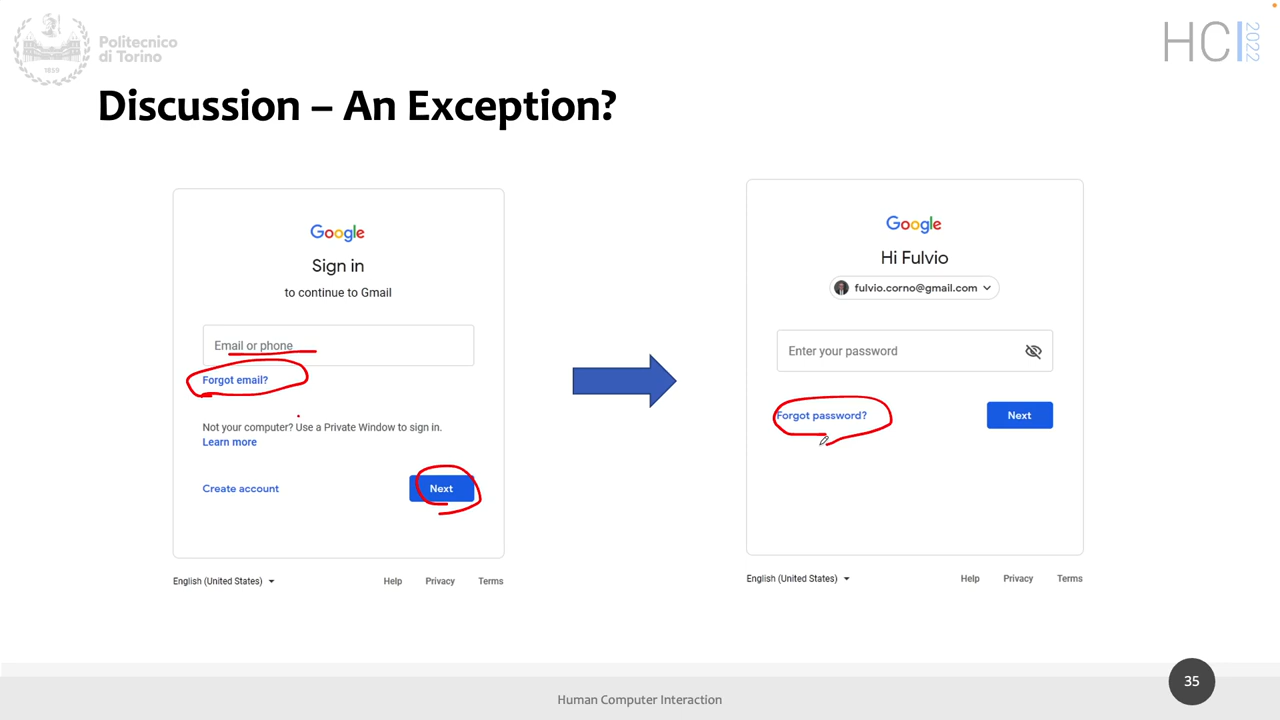 Politecnico
di Torino
1859
HCI 2022
Discussion – An Exception?
Google
Sign in
to continue to Gmail
Email or phone
Forgot email?
Not your computer? Use a Private Window to sign in.
Learn more
Create account
Next
English (United States)
Help
Privacy
Terms
Google
Hi Fulvio
fulvio.corno@gmail.com
Enter your password
Forgot password?
Next
English (United States)
Help
Privacy
Terms
Human Computer Interaction
35